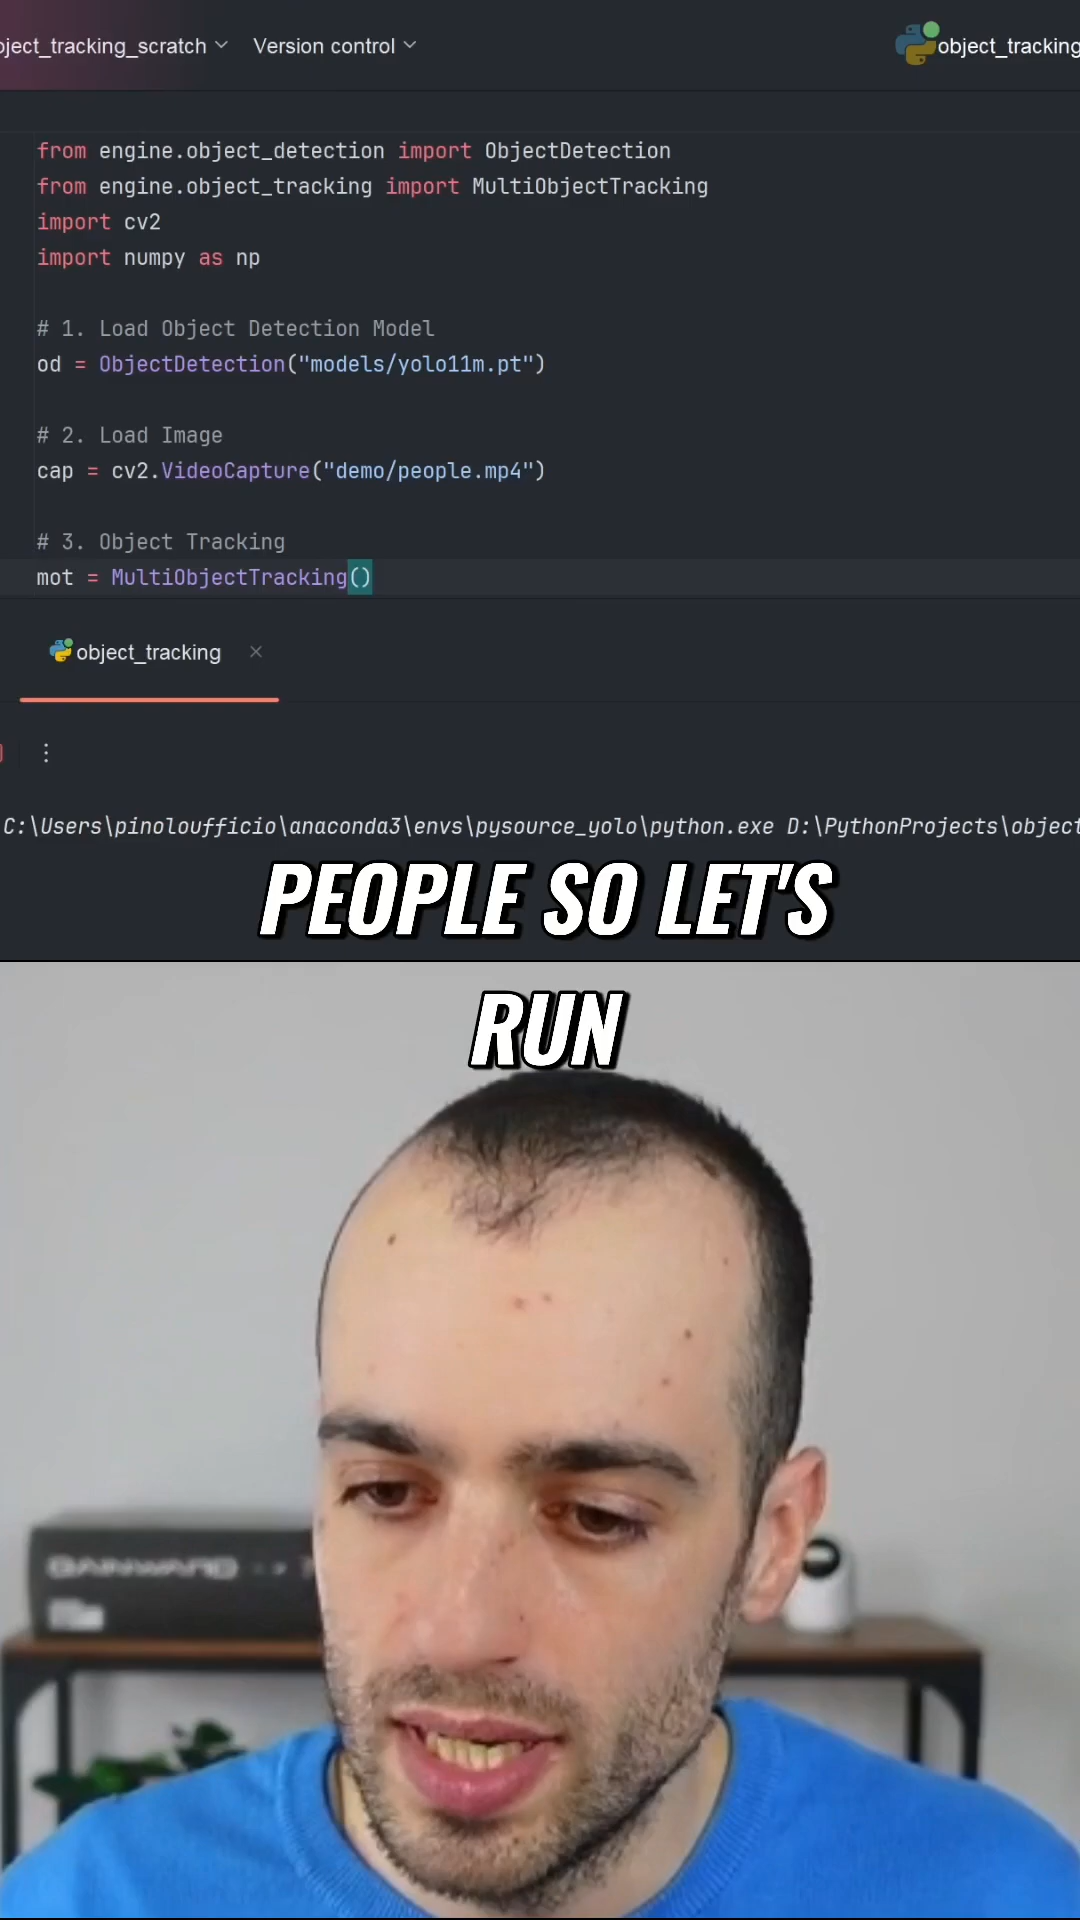 ject_tracking_scratch Version control object_tracking
from engine.object_detection import ObjectDetection
from engine.object_tracking import MultiObjectTracking
import cv2
import numpy as np
# 1. Load Object Detection Model
od = ObjectDetection("models/yolo11m.pt")
# 2. Load Image
cap = cv2.VideoCapture("demo/people.mp4")
# 3. Object Tracking
mot = MultiObjectTracking()
object_tracking
C:\Users\pinoloufficio\anaconda3\envs\pysource_yolo\python.exe D:\PythonProjects\object
PEOPLE SO LET'S
RUN
GAINWARD